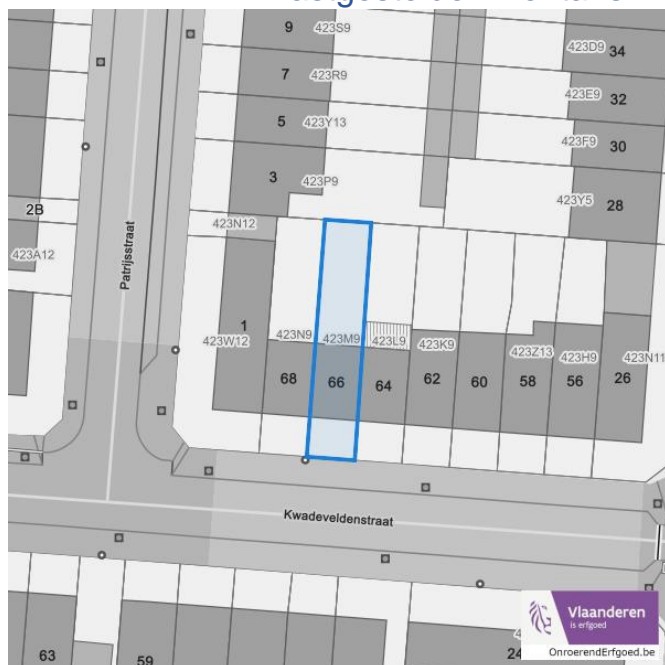 9 423S9
7 423R9
5 423Y13
3 423P9
423D9 34
423E9 32
423F9 30
423Y5 28
2B
423A12
Patrijsstraat
423N12
1
423W12
423N9
423M9
423L9
423K9
423Z13
423H9
423N11
68
66
64
62
60
58
56
26
Kwadeveldenstraat
63
59
24
Vlaanderen
is erfgoed
OnroerendErfgoed.be